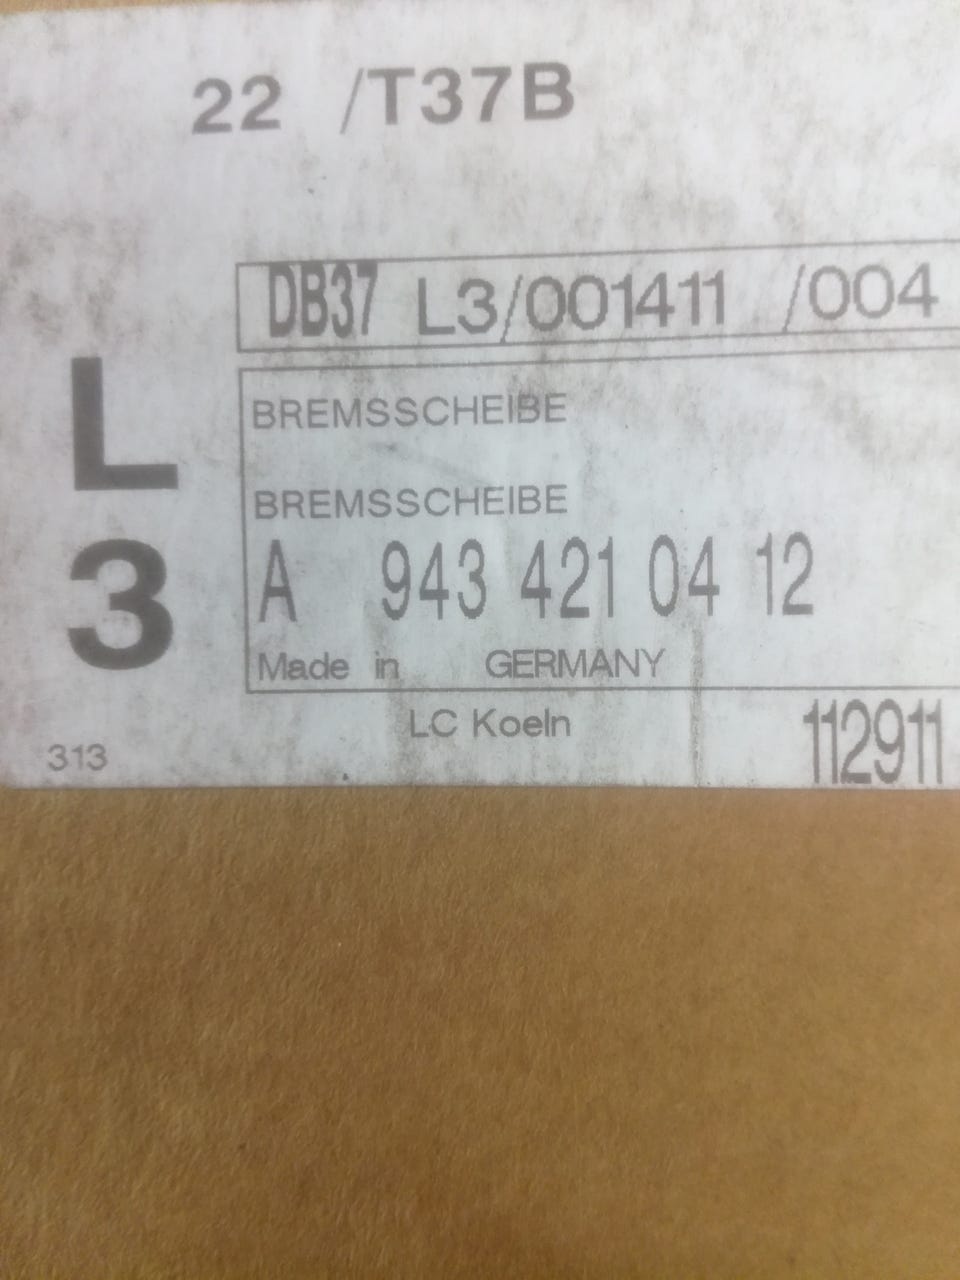 22 /T37B
DB37 L3/001411 /004
L
3
BREMSSCHEIBE
BREMSSCHEIBE
A 943 421 04 12
Made in GERMANY
LC Koeln
112911
313